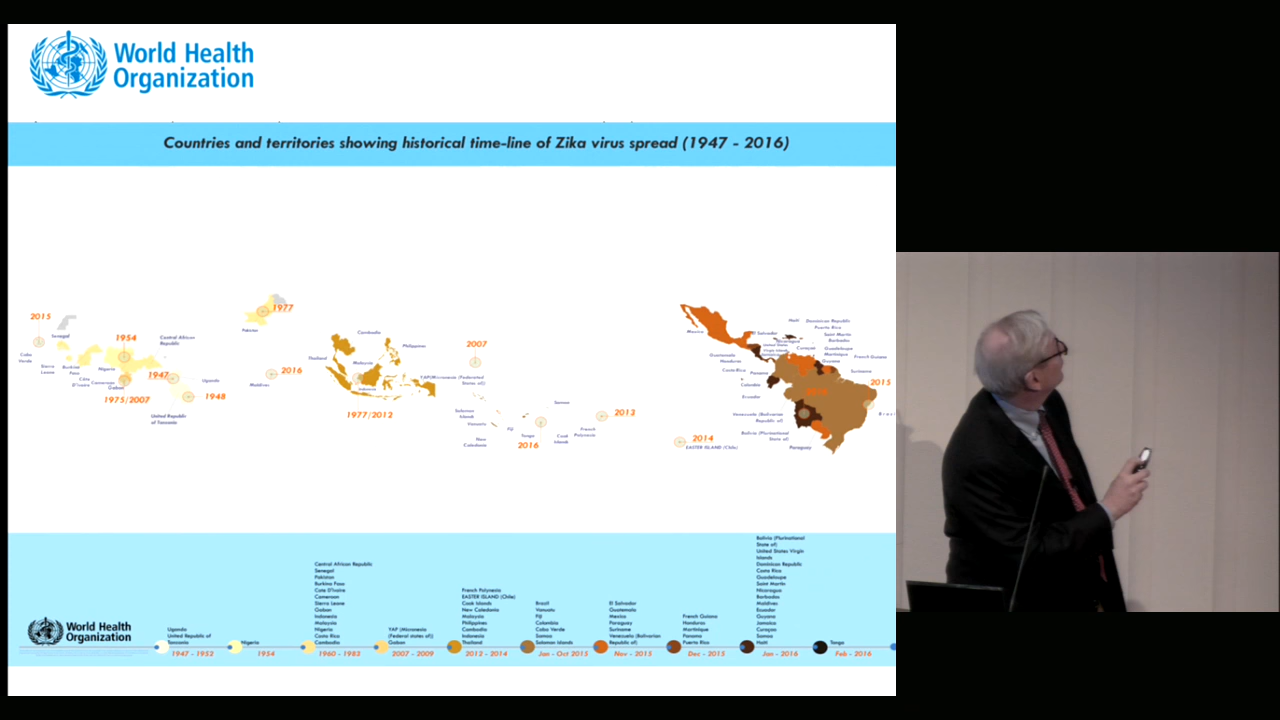 World Health
Organization
Countries and territories showing historical time-line of Zika virus spread (1947 - 2016)
2015
Senegal
Cabo
Verde
Sierra
Leone
Burkina
Faso
Côte
D'ivoire
Cameroon
Gabon
Nigeria
1954
Central African
Republic
1947
Uganda
1948
1975/2007
United Republic
of Tanzania
1977
Pakistan
2016
Maldives
Cambodia
Thailand
Malaysia
Philippines
Indonesia
1977/2012
2007
YAP(Micronesia (Federated
States of))
Solomon
Islands
Vanuatu
New
Caledonia
Fiji
Tonga
2016
Samoa
Cook
Islands
French
Polynesia
2013
2014
EASTER ISLAND (Chile)
Mexico
El Salvador
Nicaragua
Haiti
Dominican Republic
Puerto Rico
Saint Martin
Barbados
Guadeloupe
Martinique
Guyana
French Guiana
Suriname
United States
Virgin Islands
Curaçao
Guatemala
Honduras
Costa Rica
Panama
Colombia
Ecuador
Venezuela (Bolivarian
Republic of)
Bolivia (Plurinational
State of)
Paraguay
2015
World Health
Organization
Uganda
United Republic of
Tanzania
1947 - 1952
Nigeria
1954
Central African Republic
Senegal
Pakistan
Burkina Faso
Cote D'Ivoire
Cameroon
Sierra Leone
Gabon
Indonesia
Malaysia
Nigeria
Costa Rica
Cambodia
1960 - 1983
YAP (Micronesia
(Federal states of))
Gabon
2007 - 2009
French Polynesia
EASTER ISLAND (Chile)
Cook Islands
New Caledonia
Malaysia
Philippines
Cambodia
Indonesia
Thailand
2012 - 2014
Brazil
Vanuatu
Fiji
Colombia
Cabo Verde
Samoa
Solomon Islands
Jan - Oct 2015
El Salvador
Guatemala
Mexico
Paraguay
Suriname
Venezuela (Bolivarian
Republic of)
Nov - 2015
French Guiana
Honduras
Martinique
Panama
Puerto Rico
Dec - 2015
Bolivia (Plurinational
State of)
United States Virgin
Islands
Dominican Republic
Costa Rica
Guadeloupe
Saint Martin
Nicaragua
Barbados
Maldives
Ecuador
Guyana
Jamaica
Curaçao
Samoa
Haiti
Jan - 2016
Tonga
Feb - 2016